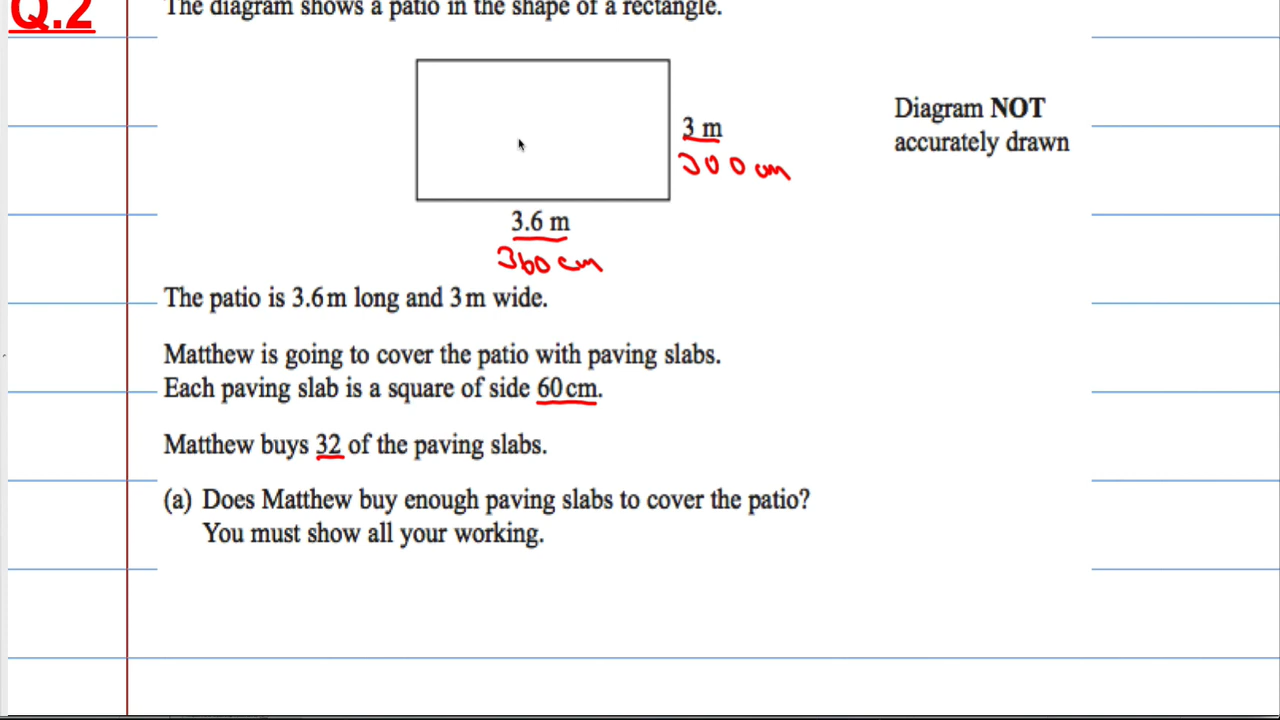 Q.2
The diagram shows a patio in the shape of a rectangle.
3 m
300 cm
Diagram NOT
accurately drawn
3.6 m
360 cm
The patio is 3.6 m long and 3 m wide.
Matthew is going to cover the patio with paving slabs.
Each paving slab is a square of side 60 cm.
Matthew buys 32 of the paving slabs.
(a) Does Matthew buy enough paving slabs to cover the patio?
You must show all your working.